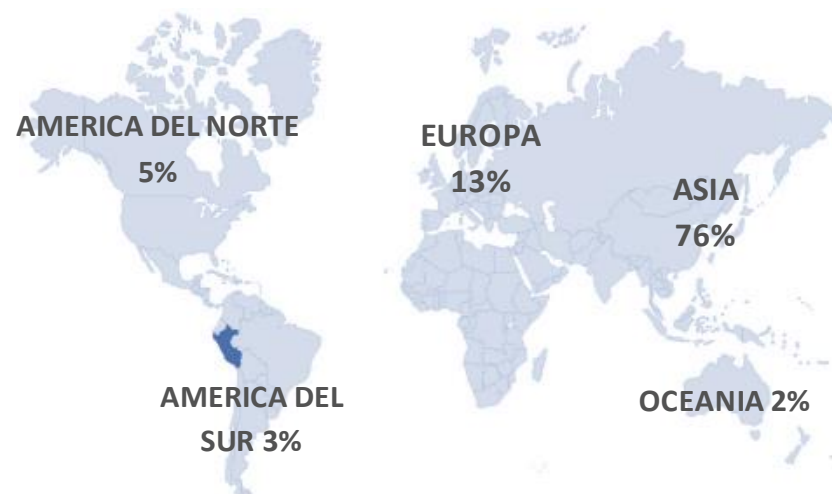 AMERICA DEL NORTE
5%
EUROPA
13%
ASIA
76%
AMERICA DEL
SUR 3%
OCEANIA 2%